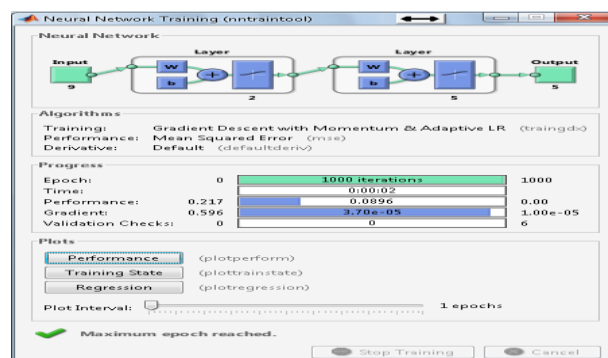 Neural Network Training (nntraintool)
Neural Network
Layer Layer
Input Output
W W
b b
+ +
9 2 5 5
Algorithms
Training: Gradient Descent with Momentum & Adaptive LR (traingdx)
Performance: Mean Squared Error (mse)
Derivative: Default (defaultderiv)
Progress
Epoch: 0 1000 iterations 1000
Time: 0:00:02
Performance: 0.217 0.0896 0.00
Gradient: 0.596 3.70e-05 1.00e-05
Validation Checks: 0 0 6
Plots
Performance (plotperform)
Training State (plottrainstate)
Regression (plotregression)
Plot Interval: 1 epochs
Maximum epoch reached.
Stop Training Cancel